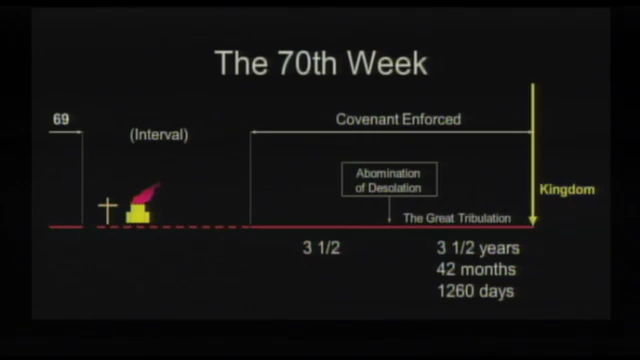 The 70th Week
69
Covenant Enforced
(Interval)
Abomination
of Desolation
Kingdom
The Great Tribulation
3 1/2
3 1/2 years
42 months
1260 days